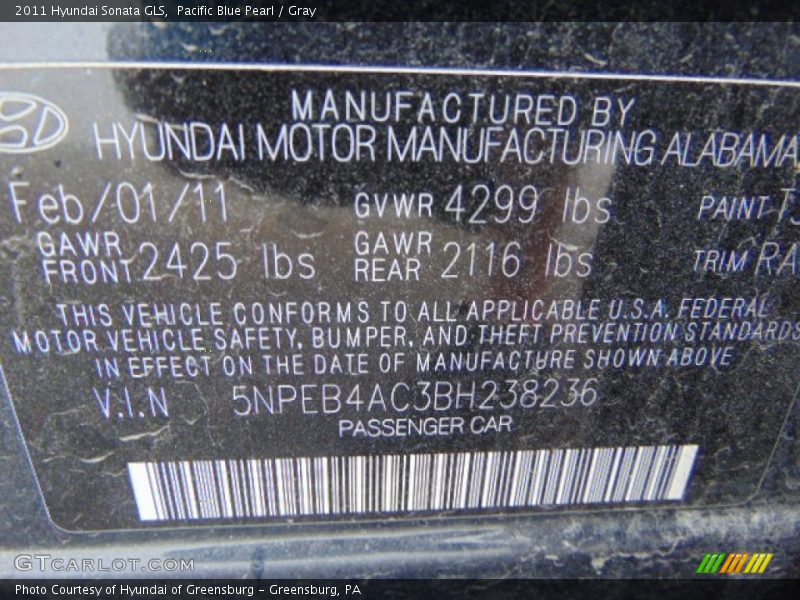 2011 Hyundai Sonata GLS, Pacific Blue Pearl / Gray
MANUFACTURED BY
HYUNDAI MOTOR MANUFACTURING ALABAMA
Feb/01/11 GVWR 4299 lbs PAINT
GAWR FRONT 2425 lbs GAWR REAR 2116 lbs TRIM RA
THIS VEHICLE CONFORMS TO ALL APPLICABLE U.S.A. FEDERAL
MOTOR VEHICLE SAFETY, BUMPER, AND THEFT PREVENTION STANDARDS
IN EFFECT ON THE DATE OF MANUFACTURE SHOWN ABOVE
V.I.N 5NPEB4AC3BH238236
PASSENGER CAR
GTCARLOT.COM
Photo Courtesy of Hyundai of Greensburg - Greensburg, PA